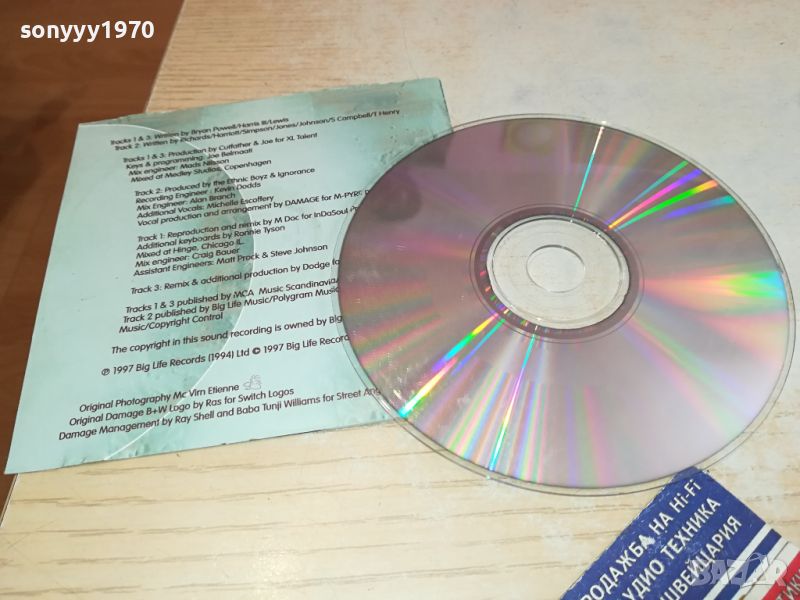 sonyyy1970
Tracks 1 & 3: Written by Bryan Powell/Harris III/Lewis
Track 2: Written by Richards/Harriott/Simpson/Jones/Johnson/S Campbell/T Henry
Tracks 1 & 3: Production by Cutfather & Joe for XL Talent
Keys & programming: Joe Belmaati
Mix engineer: Mads Nilsson
Mixed at Medley Studios, Copenhagen
Track 2: Produced by the Ethnic Boyz & Ignorance
Recording Engineer: Kevin Dodds
Mix Engineer: Alan Branch
Additional Vocals: Michelle Escoffery
Vocal production and arrangement by DAMAGE for M-PYRE
Track 1: Reproduction and remix by M Doc for InDaSoul
Additional keyboards by Ronnie Tyson
Mixed at Hinge, Chicago IL.
Mix engineer: Craig Bauer
Assistant Engineers: Matt Prock & Steve Johnson
Track 3: Remix & additional production by Dodge
Tracks 1 & 3 published by MCA Music Scandinavia
Track 2 published by Big Life Music/Polygram Music
Music/Copyright Control
The copyright in this sound recording is owned by Big
℗ 1997 Big Life Records (1994) Ltd © 1997 Big Life Records
Original Photography Mc Virn Etienne
Original Damage B+W Logo by Ras for Switch Logos
Damage Management by Ray Shell and Baba Tunji Williams for Street
РОДАЖБА НА Hi-Fi
УДИО ТЕХНИКА
ШВЕЙЦАРИЯ
BAZAR